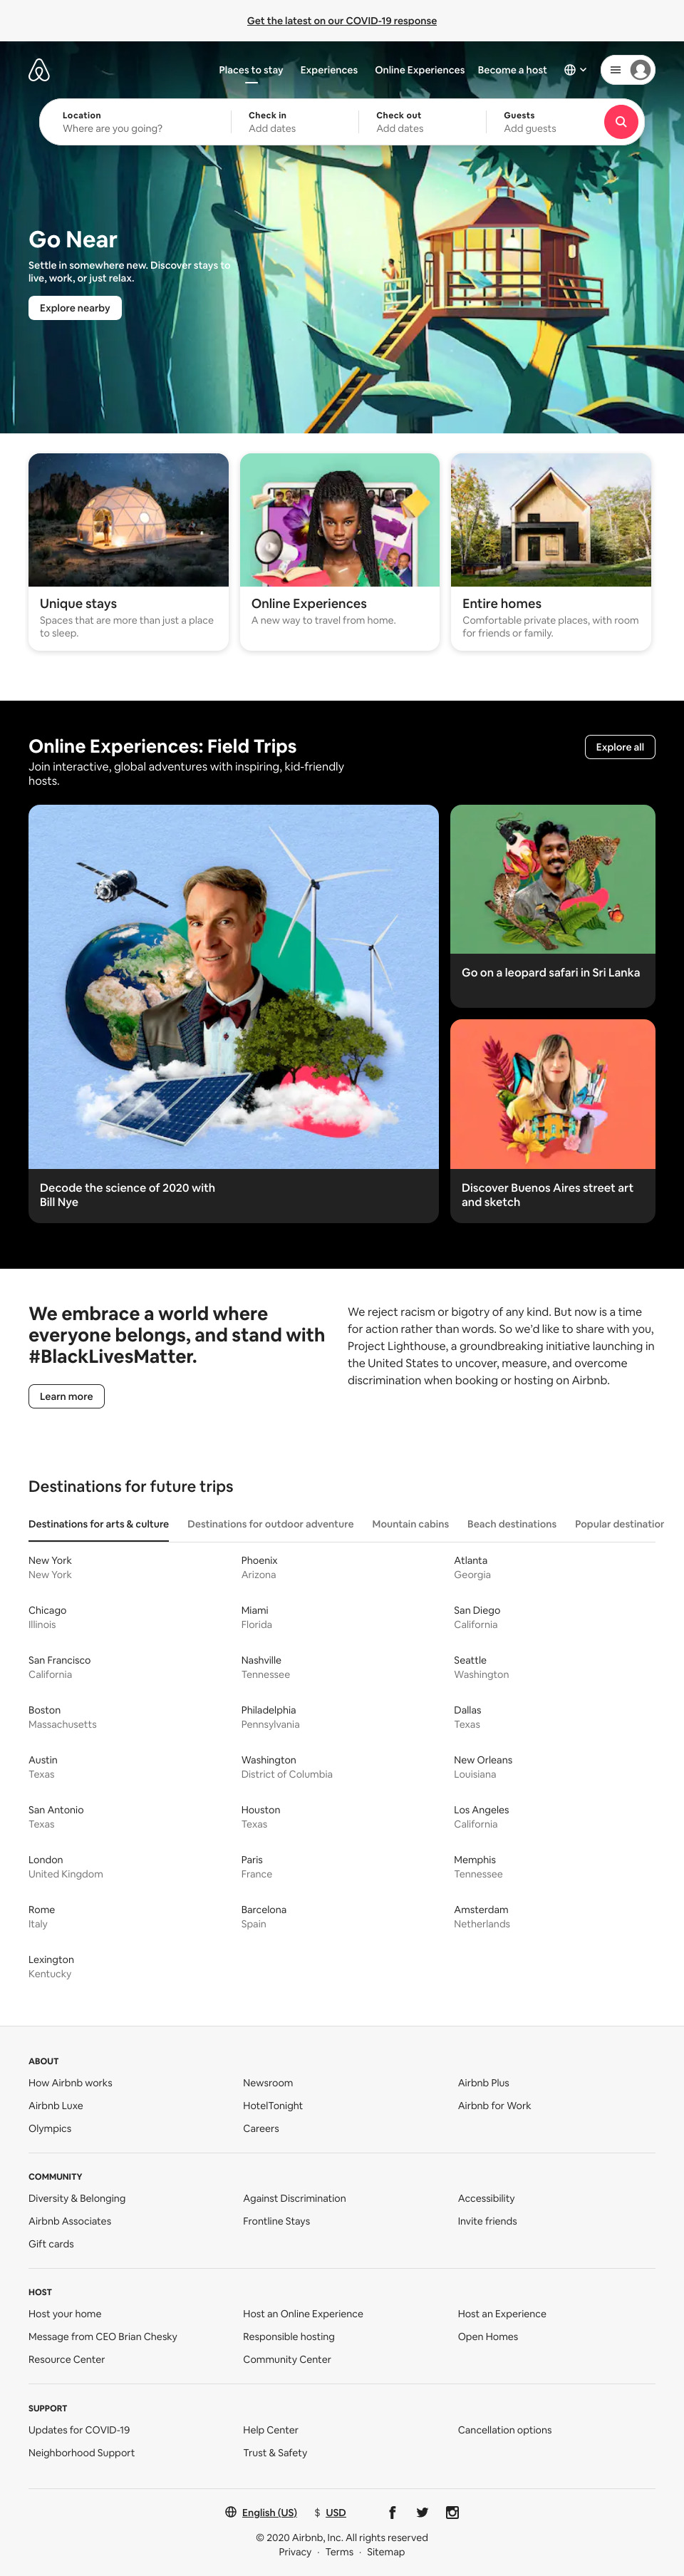 Get the latest on our COVID-19 response
Places to stay Experiences Online Experiences Become a host
Location Check in Check out Guests
Where are you going? Add dates Add dates Add guests
Go Near
Settle in somewhere new. Discover stays to
live, work, or just relax.
Explore nearby
Unique stays
Spaces that are more than just a place
to sleep.
Online Experiences
A new way to travel from home.
Entire homes
Comfortable private places, with room
for friends or family.
Online Experiences: Field Trips
Join interactive, global adventures with inspiring, kid-friendly
hosts.
Explore all
Decode the science of 2020 with
Bill Nye
Go on a leopard safari in Sri Lanka
Discover Buenos Aires street art
and sketch
We embrace a world where
everyone belongs, and stand with
#BlackLivesMatter.
Learn more
We reject racism or bigotry of any kind. But now is a time
for action rather than words. So we'd like to share with you,
Project Lighthouse, a groundbreaking initiative launching in
the United States to uncover, measure, and overcome
discrimination when booking or hosting on Airbnb.
Destinations for future trips
Destinations for arts & culture Destinations for outdoor adventure Mountain cabins Beach destinations Popular destination
New York Phoenix Atlanta
New York Arizona Georgia
Chicago Miami San Diego
Illinois Florida California
San Francisco Nashville Seattle
California Tennessee Washington
Boston Philadelphia Dallas
Massachusetts Pennsylvania Texas
Austin Washington New Orleans
Texas District of Columbia Louisiana
San Antonio Houston Los Angeles
Texas Texas California
London Paris Memphis
United Kingdom France Tennessee
Rome Barcelona Amsterdam
Italy Spain Netherlands
Lexington
Kentucky
ABOUT
How Airbnb works Newsroom Airbnb Plus
Airbnb Luxe HotelTonight Airbnb for Work
Olympics Careers
COMMUNITY
Diversity & Belonging Against Discrimination Accessibility
Airbnb Associates Frontline Stays Invite friends
Gift cards
HOST
Host your home Host an Online Experience Host an Experience
Message from CEO Brian Chesky Responsible hosting Open Homes
Resource Center Community Center
SUPPORT
Updates for COVID-19 Help Center Cancellation options
Neighborhood Support Trust & Safety
English (US) $ USD
© 2020 Airbnb, Inc. All rights reserved
Privacy · Terms · Sitemap